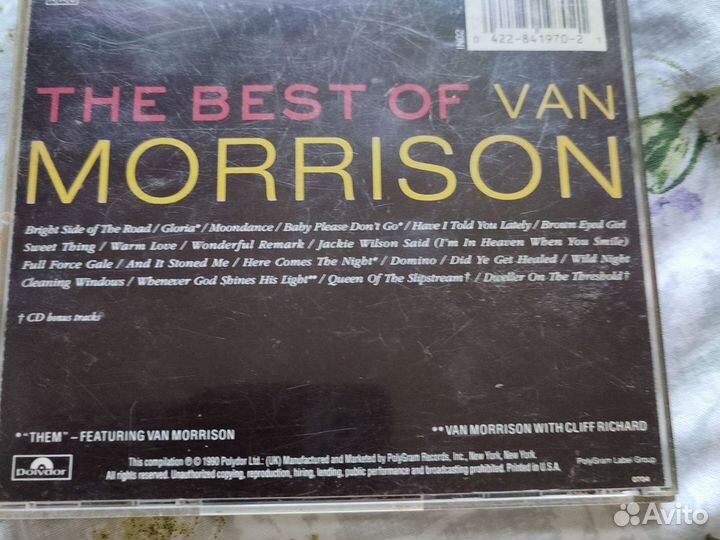 IN02
0 422-841970-2 1
THE BEST OF VAN
MORRISON
Bright Side of The Road / Gloria* / Moondance / Baby Please Don't Go* / Have I Told You Lately / Brown Eyed Girl
Sweet Thing / Warm Love / Wonderful Remark / Jackie Wilson Said (I'm In Heaven When You Smile)
Full Force Gale / And It Stoned Me / Here Comes The Night* / Domino / Did Ye Get Healed / Wild Night
Cleaning Windows / Whenever God Shines His Light** / Queen Of The Slipstream† / Dweller On The Threshold†
† CD bonus tracks
*"THEM" – FEATURING VAN MORRISON
** VAN MORRISON WITH CLIFF RICHARD
This compilation ℗ © 1990 Polydor Ltd.: (UK) Manufactured and Marketed by PolyGram Records, Inc., New York, New York.
All rights reserved. Unauthorized copying, reproduction, hiring, lending, public performance and broadcasting prohibited. Printed in U.S.A.
Polydor
PolyGram Label Group
Avito